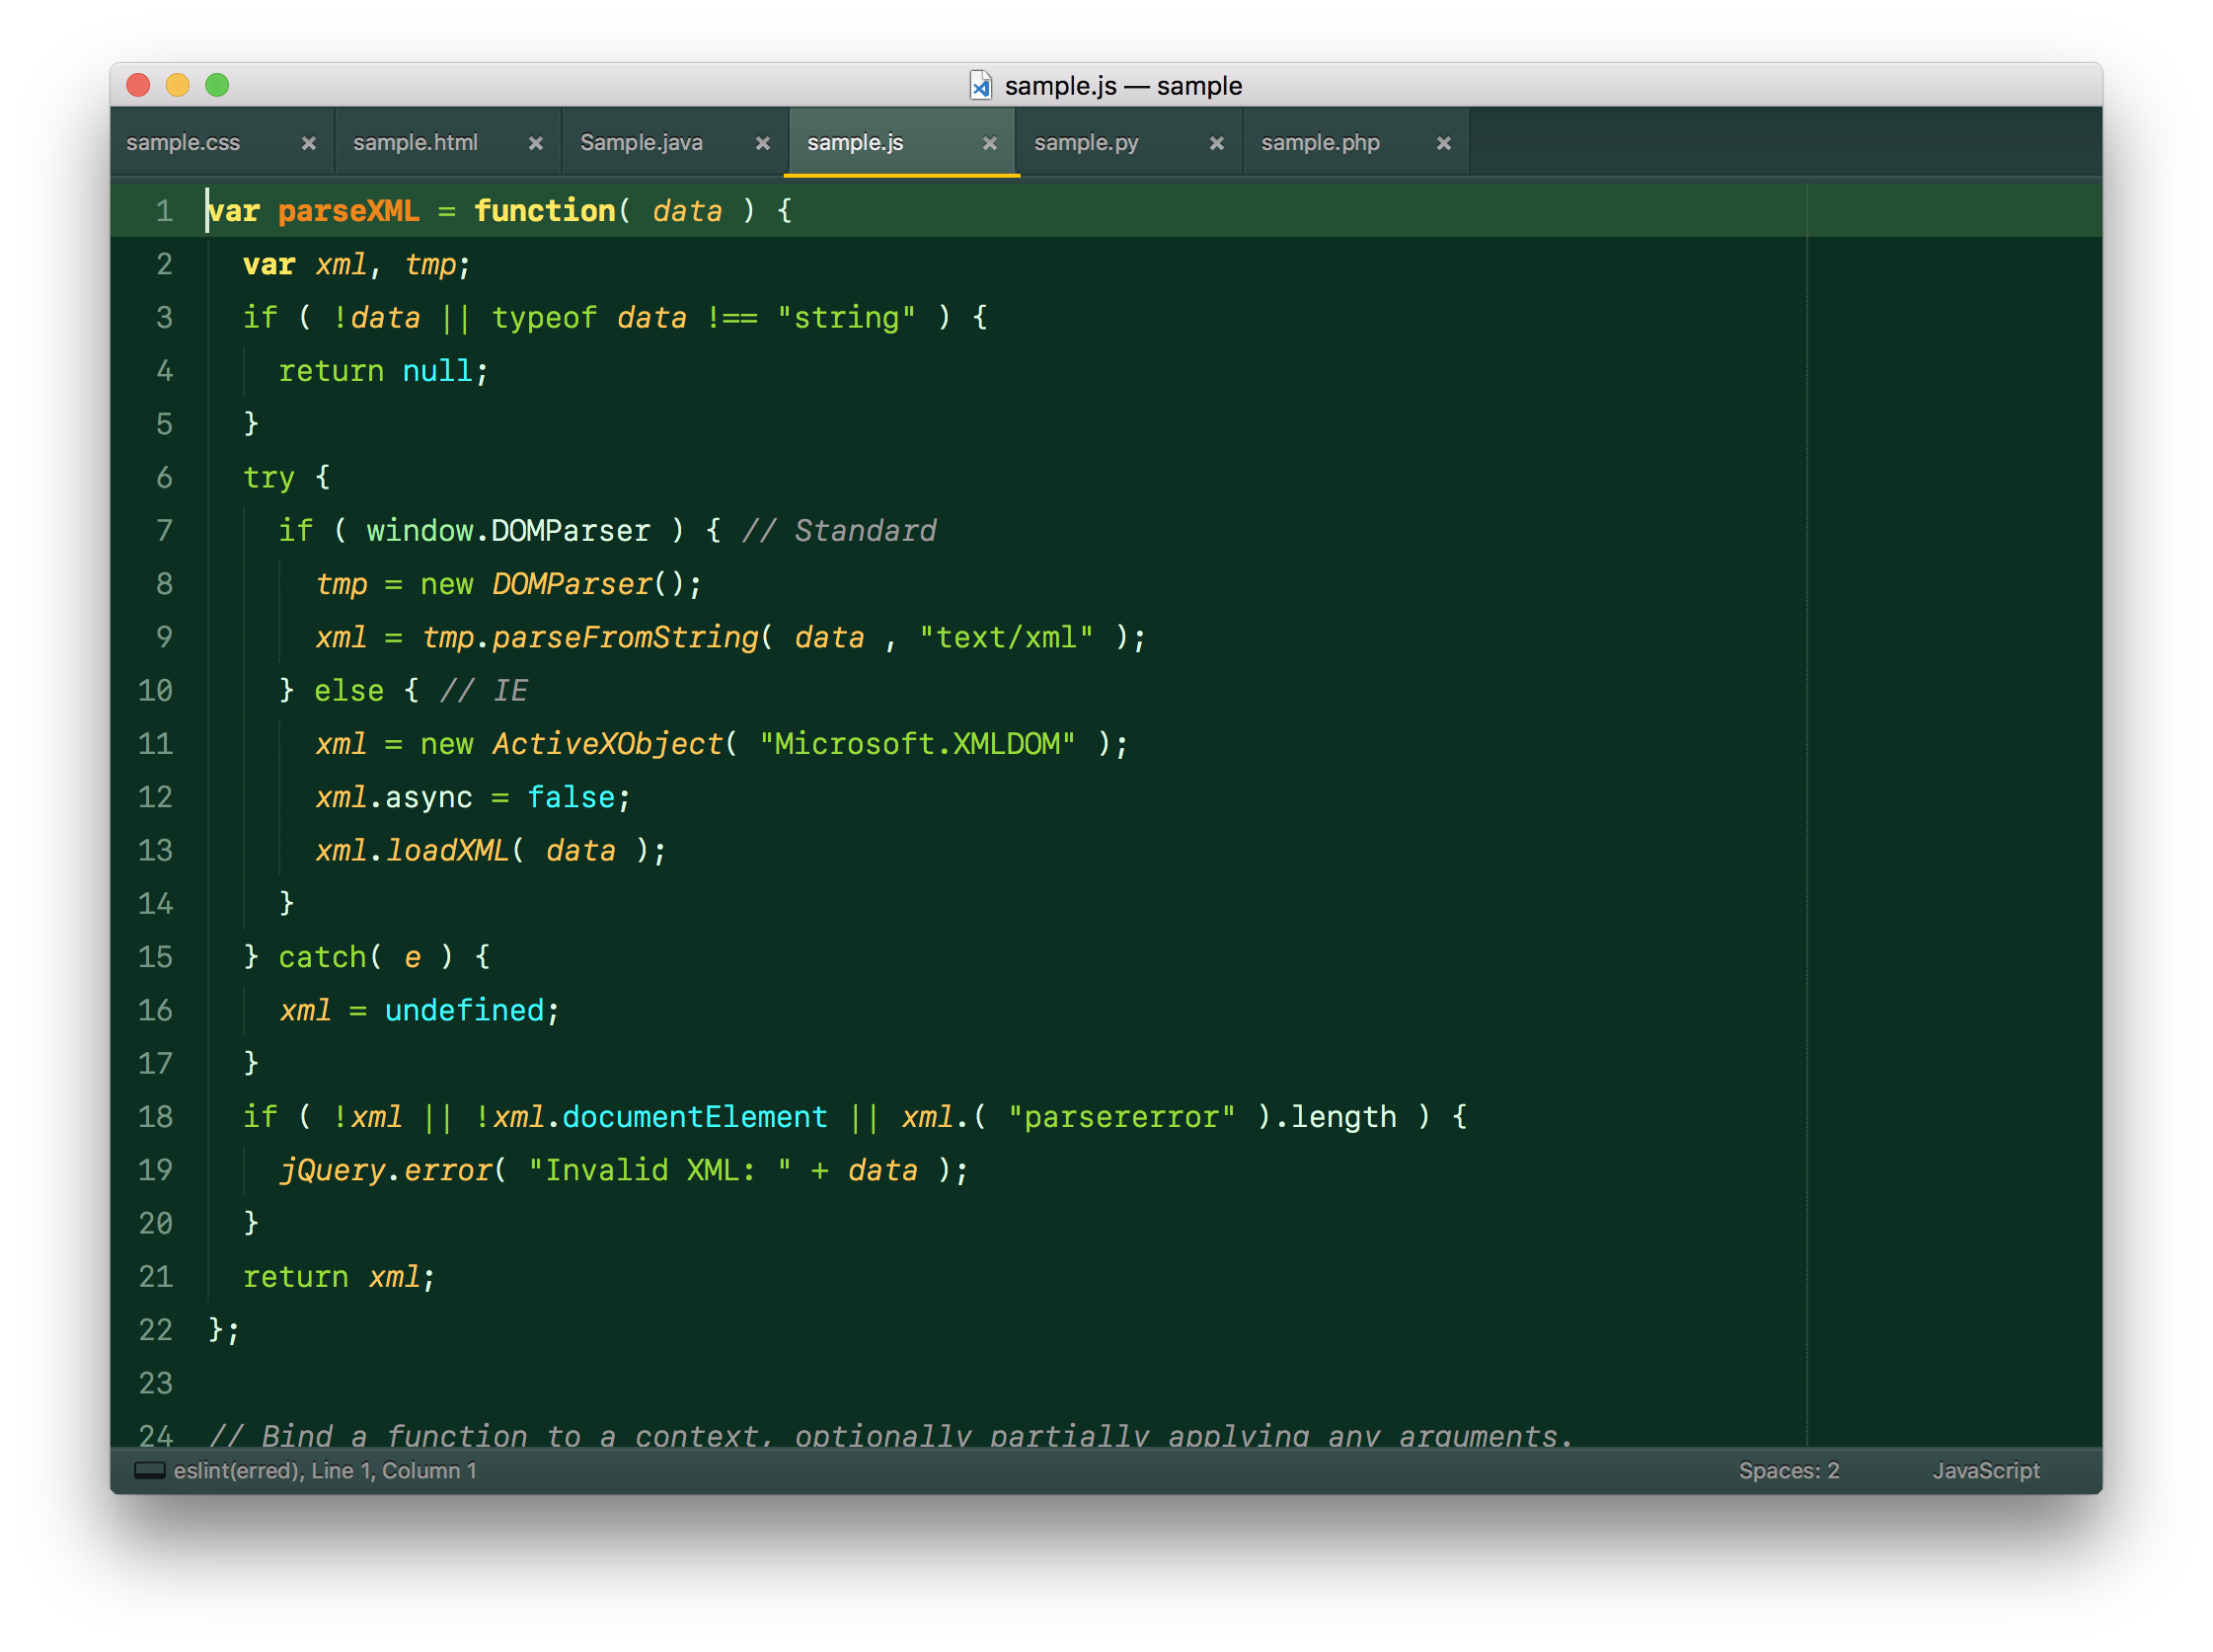 sample.js — sample
sample.css × sample.html × Sample.java × sample.js × sample.py × sample.php ×
1 var parseXML = function( data ) {
2   var xml, tmp;
3   if ( !data || typeof data !== "string" ) {
4     return null;
5   }
6   try {
7     if ( window.DOMParser ) { // Standard
8       tmp = new DOMParser();
9       xml = tmp.parseFromString( data , "text/xml" );
10     } else { // IE
11       xml = new ActiveXObject( "Microsoft.XMLDOM" );
12       xml.async = false;
13       xml.loadXML( data );
14     }
15   } catch( e ) {
16     xml = undefined;
17   }
18   if ( !xml || !xml.documentElement || xml.( "parsererror" ).length ) {
19     jQuery.error( "Invalid XML: " + data );
20   }
21   return xml;
22 };
23
24 // Bind a function to a context, optionally partially applying any arguments.
eslint(erred), Line 1, Column 1 Spaces: 2 JavaScript